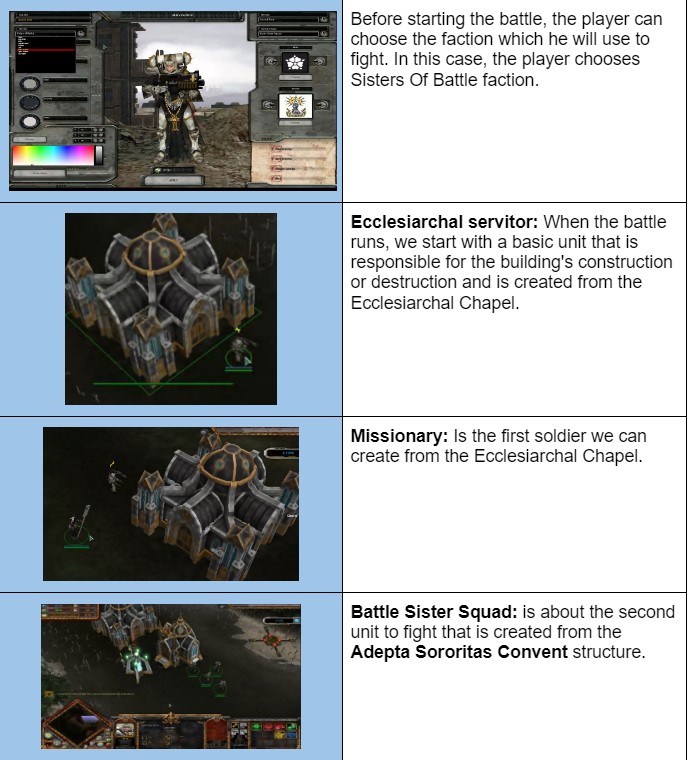 Before starting the battle, the player can
choose the faction which he will use to
fight. In this case, the player chooses
Sisters Of Battle faction.
Ecclesiarchal servitor: When the battle
runs, we start with a basic unit that is
responsible for the building's construction
or destruction and is created from the
Ecclesiarchal Chapel.
Missionary: Is the first soldier we can
create from the Ecclesiarchal Chapel.
Battle Sister Squad: is about the second
unit to fight that is created from the
Adepta Sororitas Convent structure.